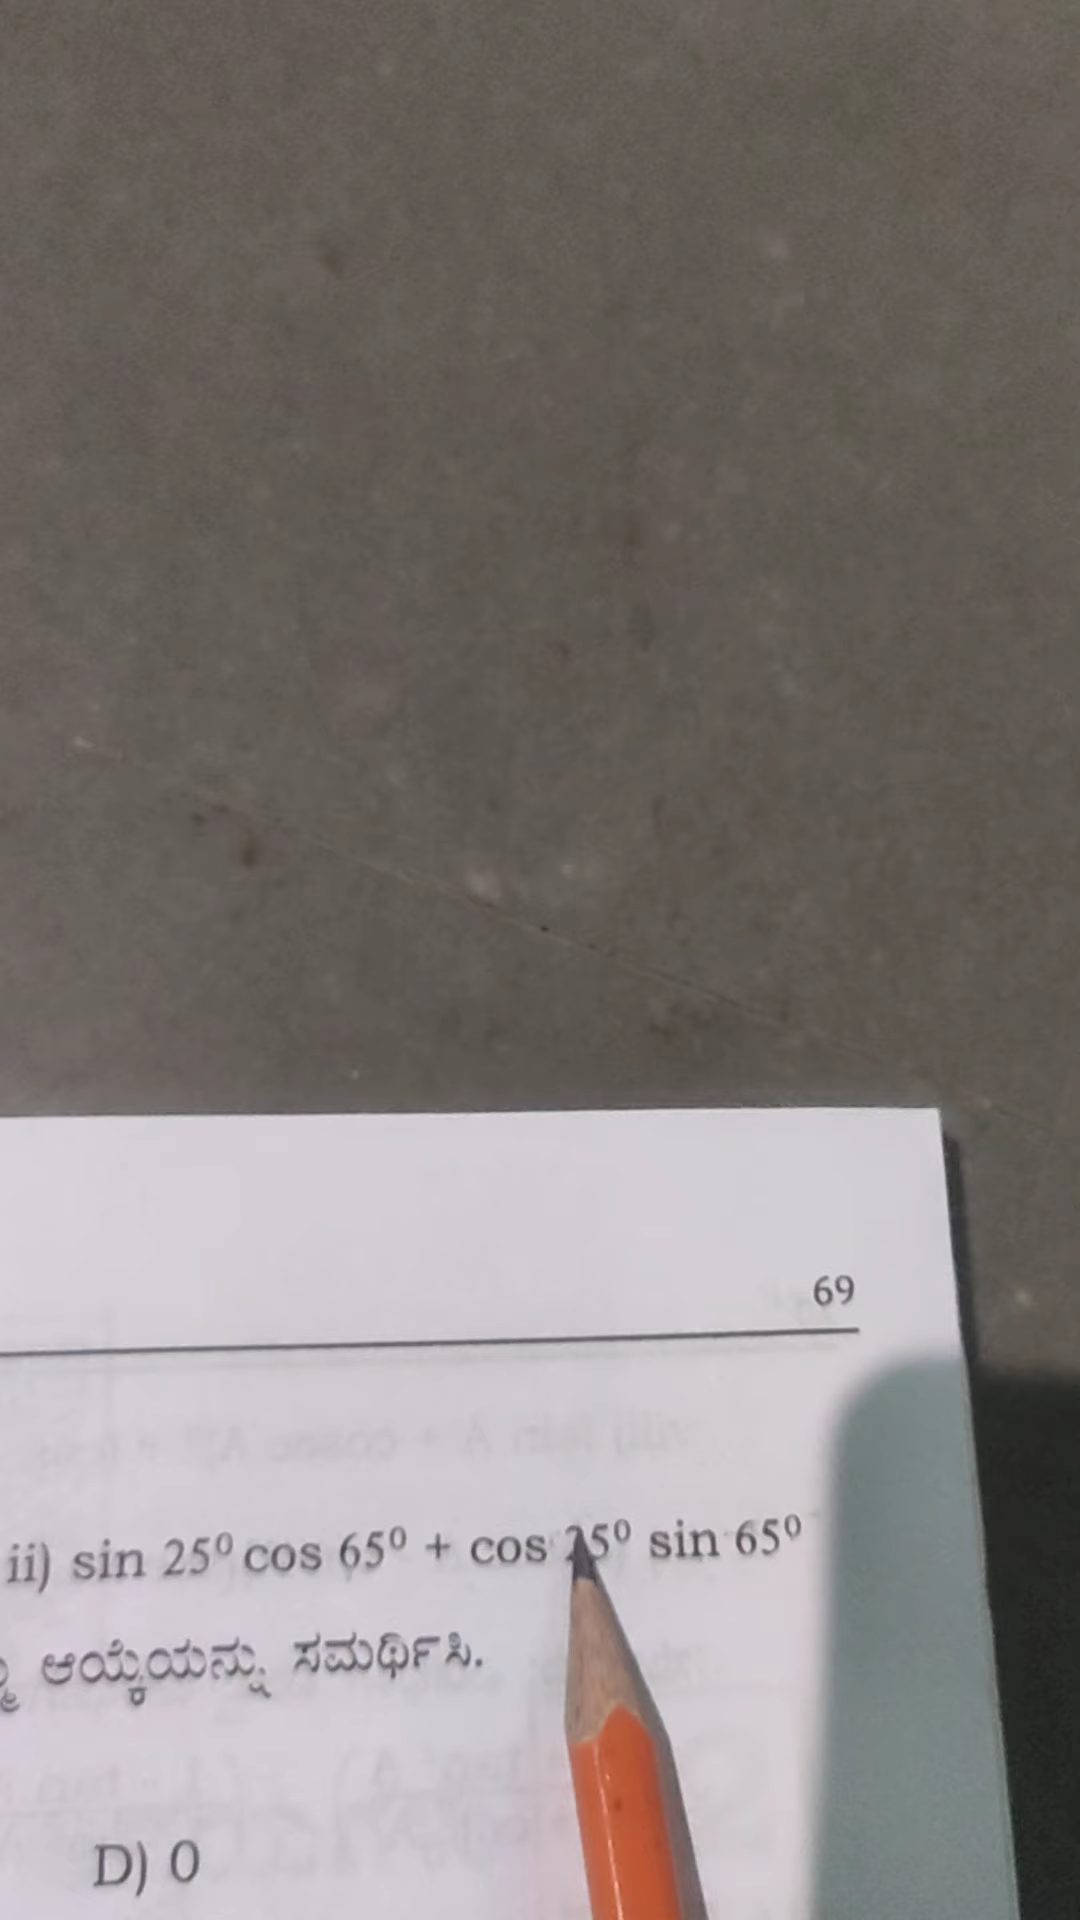 69
ii) sin 25⁰ cos 65⁰ + cos 25⁰ sin 65⁰
ಆಯ್ಕೆಯನ್ನು ಸಮರ್ಥಿಸಿ.
D) 0